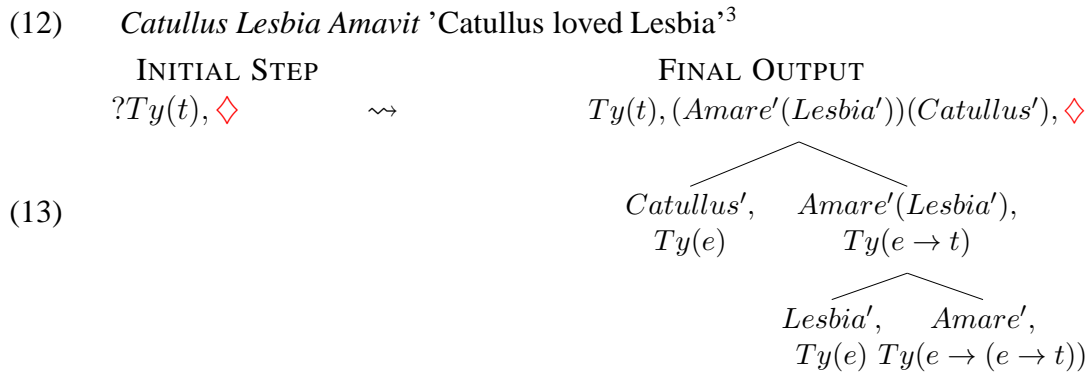 (12) Catullus Lesbia Amavit ’Catullus loved Lesbia’³
INITIAL STEP FINAL OUTPUT
?Ty(t), ♢ ⇝ Ty(t), (Amare′(Lesbia′))(Catullus′), ♢
(13) Catullus′, Amare′(Lesbia′),
Ty(e) Ty(e → t)
Lesbia′, Amare′,
Ty(e) Ty(e → (e → t))